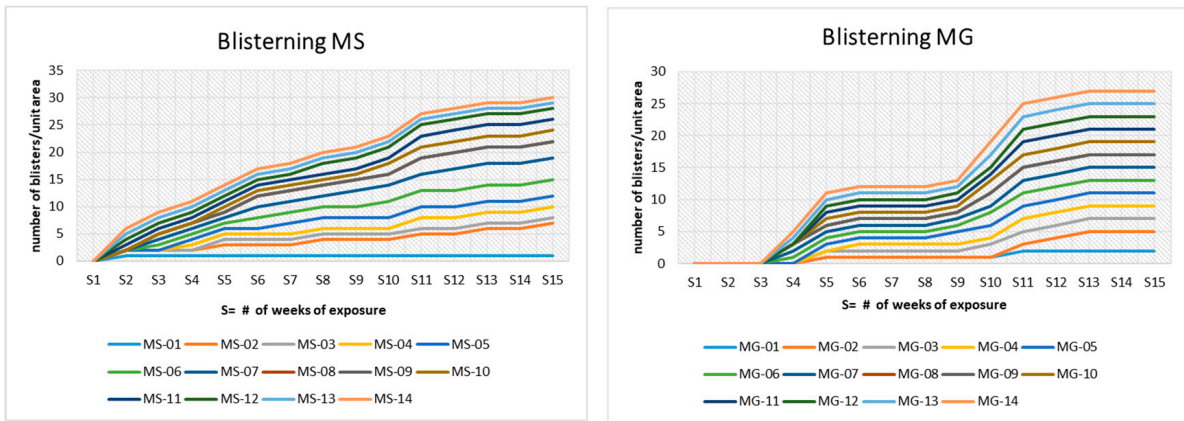 Blisterning MS
number of blisters/unit area
35
30
25
20
15
10
5
0
S1 S2 S3 S4 S5 S6 S7 S8 S9 S10 S11 S12 S13 S14 S15
S= # of weeks of exposure
MS-01 MS-02 MS-03 MS-04 MS-05
MS-06 MS-07 MS-08 MS-09 MS-10
MS-11 MS-12 MS-13 MS-14
Blisterning MG
number of blisters/unit area
30
25
20
15
10
5
0
S1 S2 S3 S4 S5 S6 S7 S8 S9 S10 S11 S12 S13 S14 S15
S= # of weeks of exposure
MG-01 MG-02 MG-03 MG-04 MG-05
MG-06 MG-07 MG-08 MG-09 MG-10
MG-11 MG-12 MG-13 MG-14